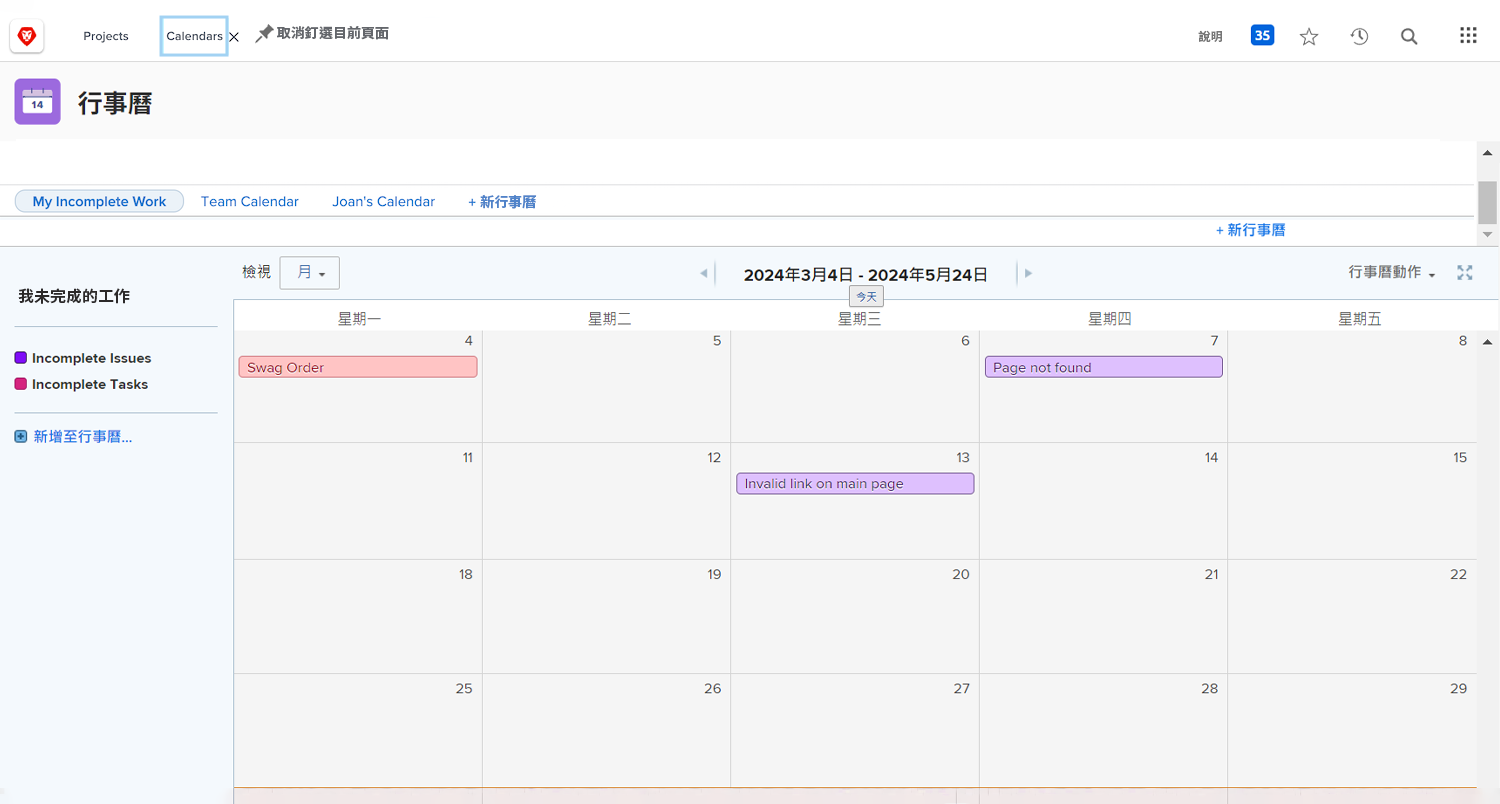 Projects Calendars 取消釘選目前頁面 說明 35
14 行事曆
My Incomplete Work Team Calendar Joan's Calendar + 新行事曆
+ 新行事曆
檢視 月 2024年3月4日 - 2024年5月24日 行事曆動作
今天
我未完成的工作
Incomplete Issues
Incomplete Tasks
新增至行事曆...
星期一 星期二 星期三 星期四 星期五
4 5 6 7 8
Swag Order Page not found
11 12 13 14 15
Invalid link on main page
18 19 20 21 22
25 26 27 28 29